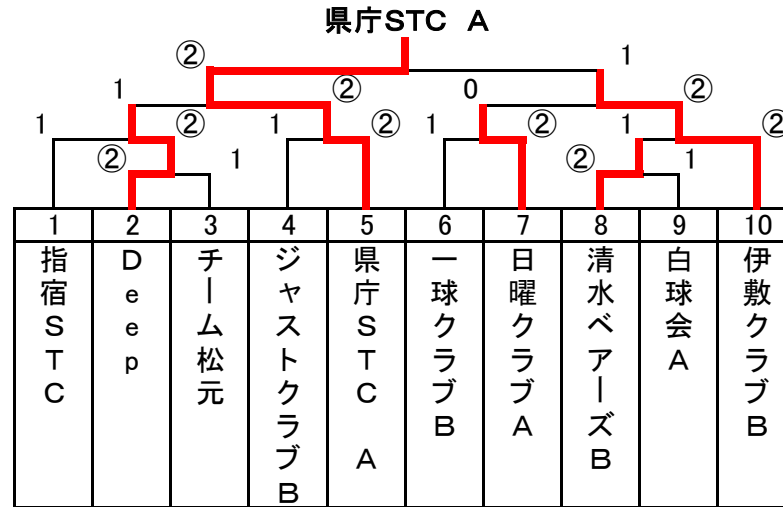 県庁STC A
② 1
1 ② 0 ②
1 ② 1 ② 1 ② 1 ②
② 1 ② 1
1 2 3 4 5 6 7 8 9 10
指宿STC
Deep
チーム松元
ジャストクラブB
県庁STC A
一球クラブB
日曜クラブA
清水ベアーズB
白球会A
伊敷クラブB